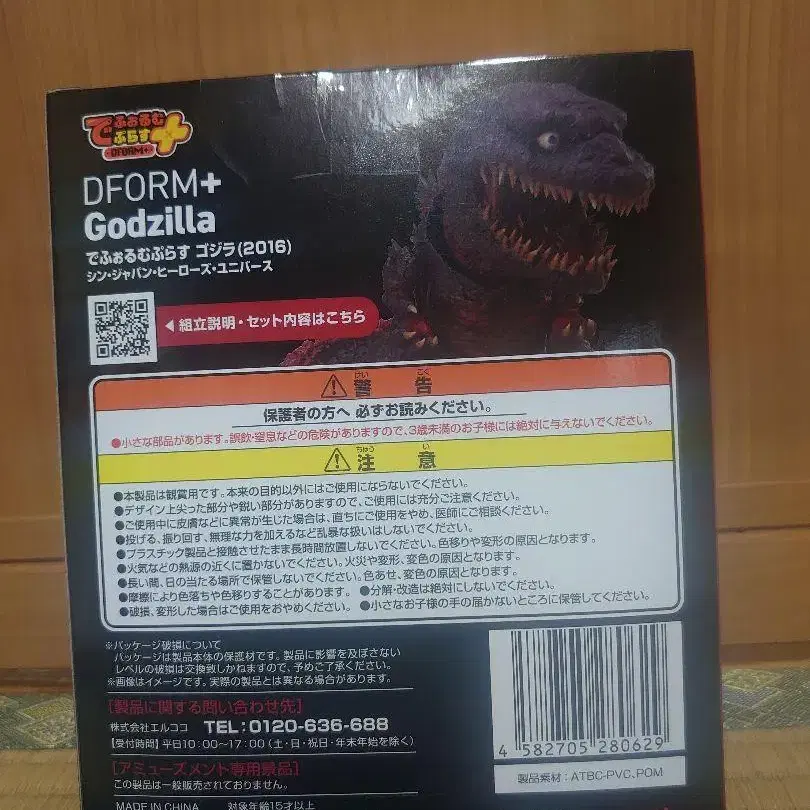 でふぉるむ
ぷらす+
DFORM+
DFORM+
Godzilla
でふぉるむぷらす ゴジラ(2016)
シン・ジャパン・ヒーローズ・ユニバース
◀組立説明・セット内容はこちら
⚠警告
けい こく
保護者の方へ 必ずお読みください。
●小さな部品があります。誤飲・窒息などの危険がありますので、3歳未満のお子様には絶対に与えないでください。
⚠注意
ちゅう い
●本製品は観賞用です。本来の目的以外にはご使用にならないでください。
●デザイン上尖った部分や鋭い部分がありますので、ご使用には充分ご注意ください。
●ご使用中に皮膚などに異常が生じた場合は、直ちにご使用をやめ、医師にご相談ください。
●投げる、振り回す、無理な力を加えるなど乱暴な扱いはしないでください。
●プラスチック製品と接触させたまま長時間放置しないでください。色移りや変形の原因となります。
●火気などの熱源の近くに置かないでください。火災や変形、変色の原因となります。
●長い間、日の当たる場所で保管しないでください。色あせ、変色の原因となります。
●摩擦により色落ちや色移りすることがあります。 ●分解・改造は絶対にしないでください。
●破損、変形した場合はご使用をおやめください。 ●小さなお子様の手の届かないところに保管してください。
※パッケージ破損について
パッケージは製品本体の保護材です。製品に影響を及ぼさない
レベルの破損は交換致しかねますので、予めご了承ください。
※画像はイメージです。実際の製品とは異なる場合があります。
[製品に関する問い合わせ先]
株式会社エルココ TEL:0120-636-688
【受付時間】平日10:00〜17:00(土・日・祝日・年末年始を除く)
[アミューズメント専用景品]
この製品は一般販売されておりません。
MADE IN CHINA 対象年齢15才以上
4 582705 280629
製品素材:ATBC-PVC、POM